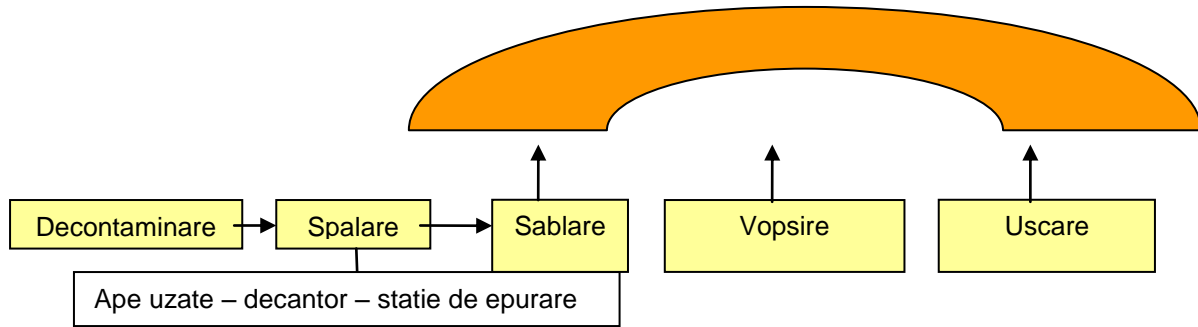 Decontaminare
Spalare
Sablare
Vopsire
Uscare
Ape uzate – decantor – statie de epurare